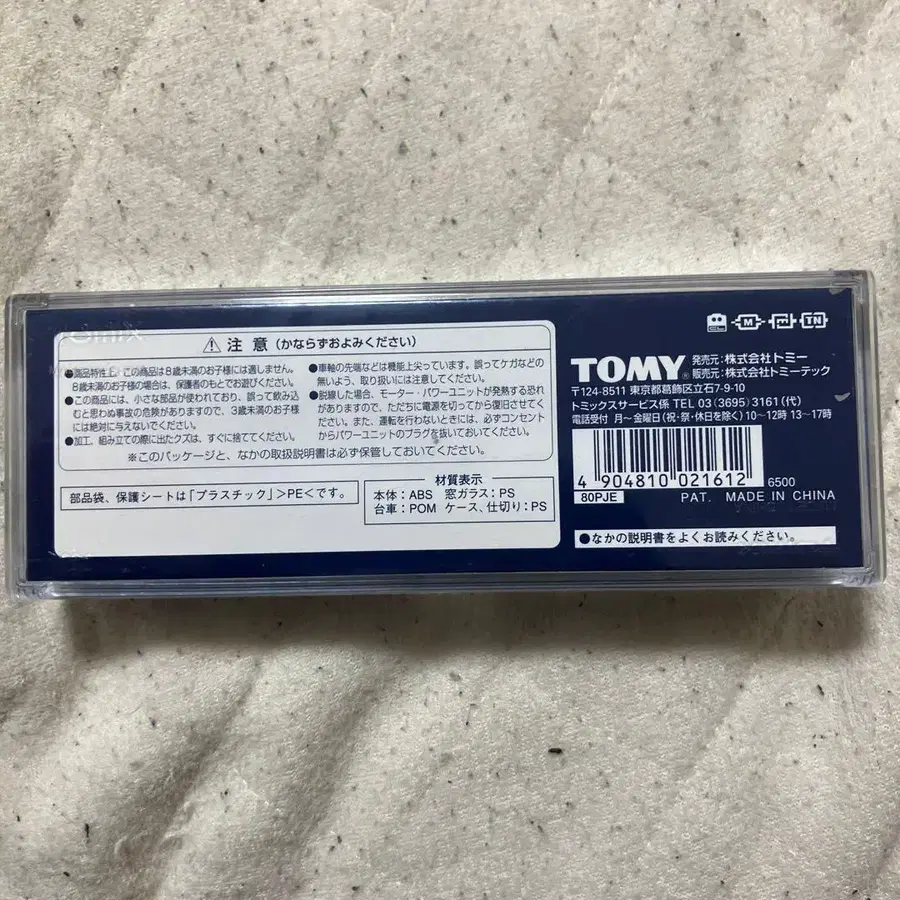 Tomix
⚠ 注 意 (かならずおよみください)
●商品特性上、この商品は8歳未満のお子様には適しません。
8歳未満のお子様の場合は、保護者のもとでお遊びください。
●この商品には、小さな部品が使われており、誤って飲み込
むと思わぬ事故の危険がありますので、3歳未満のお子様
には絶対に与えないでください。
●加工、組み立ての際に出たクズは、すぐに捨ててください。
●車軸の先端などは機能上尖っています。誤ってケガなどの
無いよう、取り扱いには注意してください。
●脱線した場合、モーター・パワーユニットが発熱する恐れ
がありますので、ただちに電源を切ってから復旧させてく
ださい。また、運転を行わないときには、必ずコンセント
からパワーユニットのプラグを抜いておいてください。
※このパッケージと、なかの取扱説明書は必ず保管しておいてください。
部品袋、保護シートは「プラスチック」>PE<です。
材質表示
本体:ABS 窓ガラス:PS
台車:POM ケース、仕切り:PS
CL M TN
TOMY® 発売元:株式会社トミー
販売元:株式会社トミーテック
〒124-8511 東京都葛飾区立石7-9-10
トミックスサービス係 TEL 03(3695)3161(代)
電話受付 月〜金曜日(祝・祭・休日を除く)10〜12時 13〜17時
4 904810 021612
6500
80PJE PAT. MADE IN CHINA
●なかの説明書をよくお読みください。